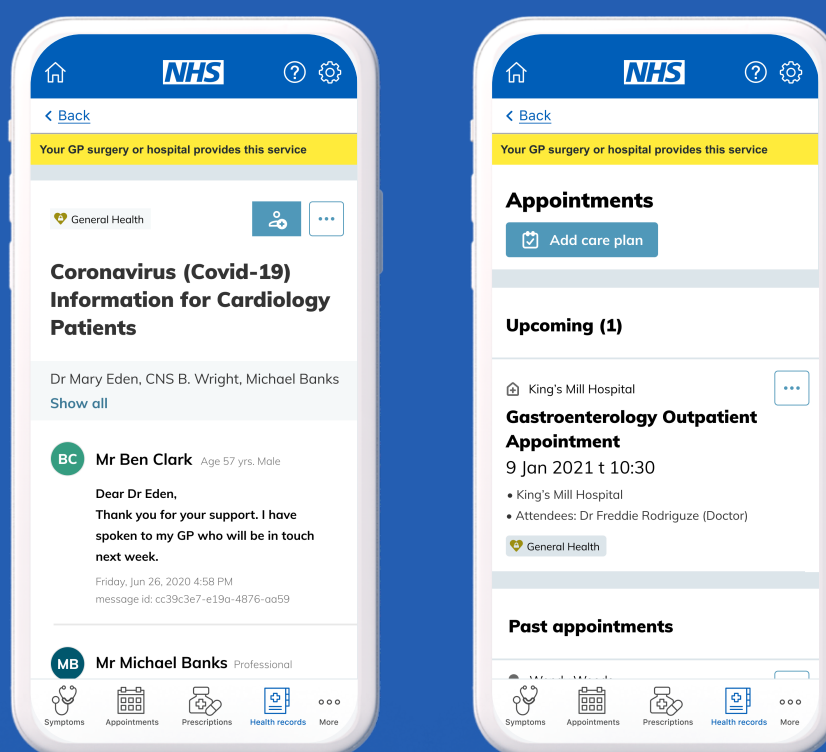 NHS
Back
Your GP surgery or hospital provides this service
General Health
Coronavirus (Covid-19)
Information for Cardiology
Patients
Dr Mary Eden, CNS B. Wright, Michael Banks
Show all
BC Mr Ben Clark Age 57 yrs. Male
Dear Dr Eden,
Thank you for your support. I have
spoken to my GP who will be in touch
next week.
Friday, Jun 26, 2020 4:58 PM
message id: cc39c3e7-e19a-4876-aa59
MB Mr Michael Banks Professional
Symptoms Appointments Prescriptions Health records More
NHS
Back
Your GP surgery or hospital provides this service
Appointments
Add care plan
Upcoming (1)
King's Mill Hospital
Gastroenterology Outpatient
Appointment
9 Jan 2021 t 10:30
• King's Mill Hospital
• Attendees: Dr Freddie Rodriguze (Doctor)
General Health
Past appointments
Symptoms Appointments Prescriptions Health records More